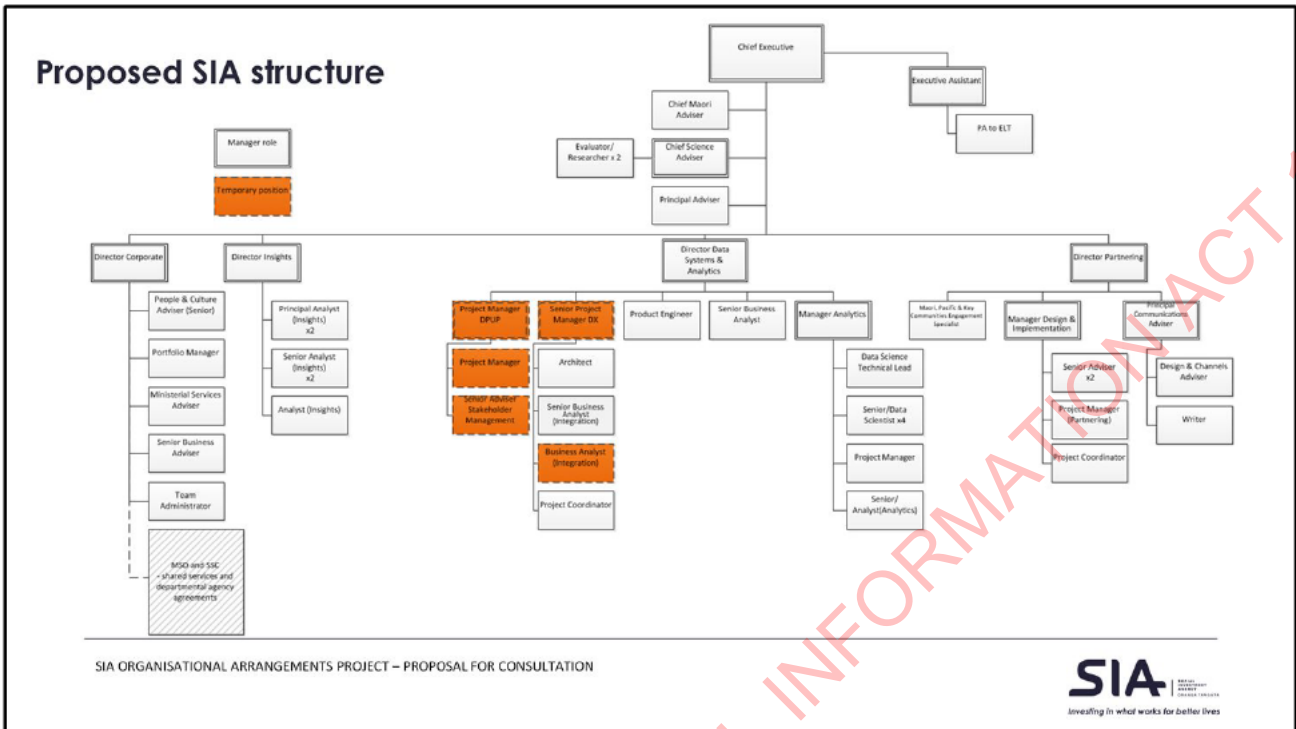 Proposed SIA structure
Chief Executive
Executive Assistant
PA to ELT
Chief Maori
Adviser
Evaluator/
Researcher x 2
Chief Science
Adviser
Principal Adviser
Manager role
Temporary position
Director Corporate
Director Insights
Director Data
Systems &
Analytics
Director Partnering
People & Culture
Adviser (Senior)
Portfolio Manager
Ministerial Services
Adviser
Senior Business
Adviser
Team
Administrator
MSD and SSC
- shared services and
departmental agency
agreements
Principal Analyst
(Insights)
x2
Senior Analyst
(Insights)
x2
Analyst (Insights)
Project Manager
DPUP
Project Manager
Senior Adviser
Stakeholder
Management
Senior Project
Manager DX
Architect
Senior Business
Analyst
(Integration)
Business Analyst
(Integration)
Project Coordinator
Product Engineer
Senior Business
Analyst
Manager Analytics
Data Science
Technical Lead
Senior/Data
Scientist x4
Project Manager
Senior/
Analyst(Analytics)
Maori, Pacific & Key
Communities Engagement
Specialist
Manager Design &
Implementation
Senior Adviser
x2
Project Manager
(Partnering)
Project Coordinator
Principal
Communications
Adviser
Design & Channels
Adviser
Writer
SIA ORGANISATIONAL ARRANGEMENTS PROJECT – PROPOSAL FOR CONSULTATION
SIA
SOCIAL
INVESTMENT
AGENCY
Investing in what works for better lives
INFORMATION ACT